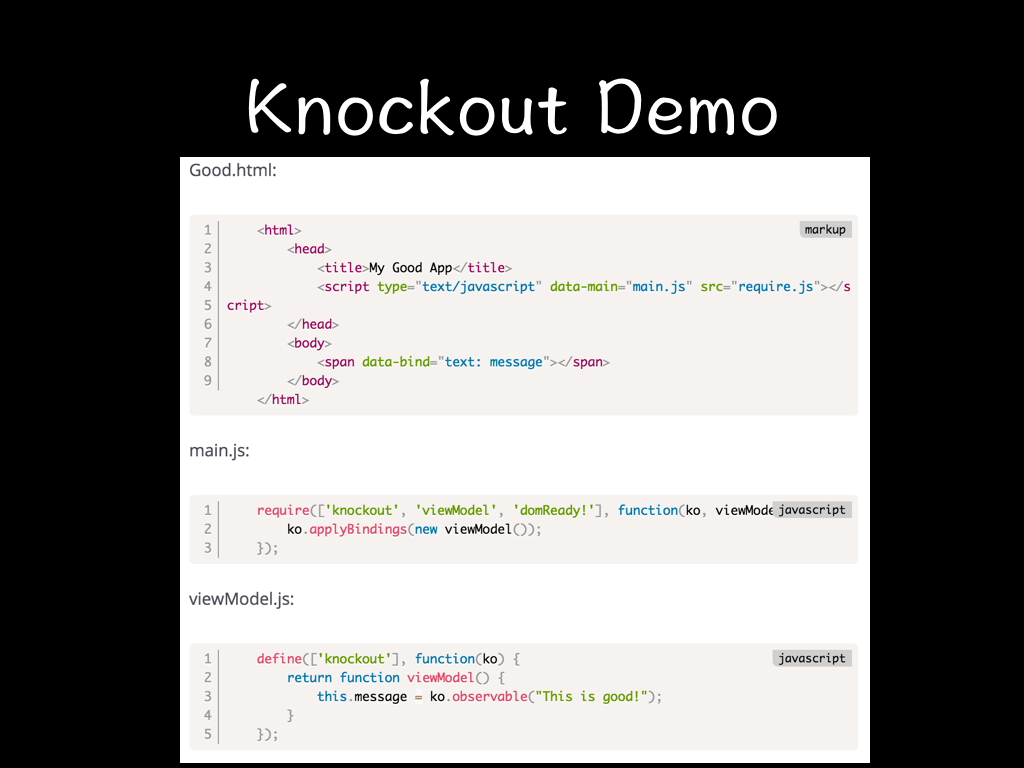 Knockout Demo
Good.html:
markup
1 <html>
2 <head>
3 <title>My Good App</title>
4 <script type="text/javascript" data-main="main.js" src="require.js"></s
5 cript>
6 </head>
7 <body>
8 <span data-bind="text: message"></span>
9 </body>
</html>
main.js:
1 require(['knockout', 'viewModel', 'domReady!'], function(ko, viewMode javascript
2 ko.applyBindings(new viewModel());
3 });
viewModel.js:
1 define(['knockout'], function(ko) { javascript
2 return function viewModel() {
3 this.message = ko.observable("This is good!");
4 }
5 });